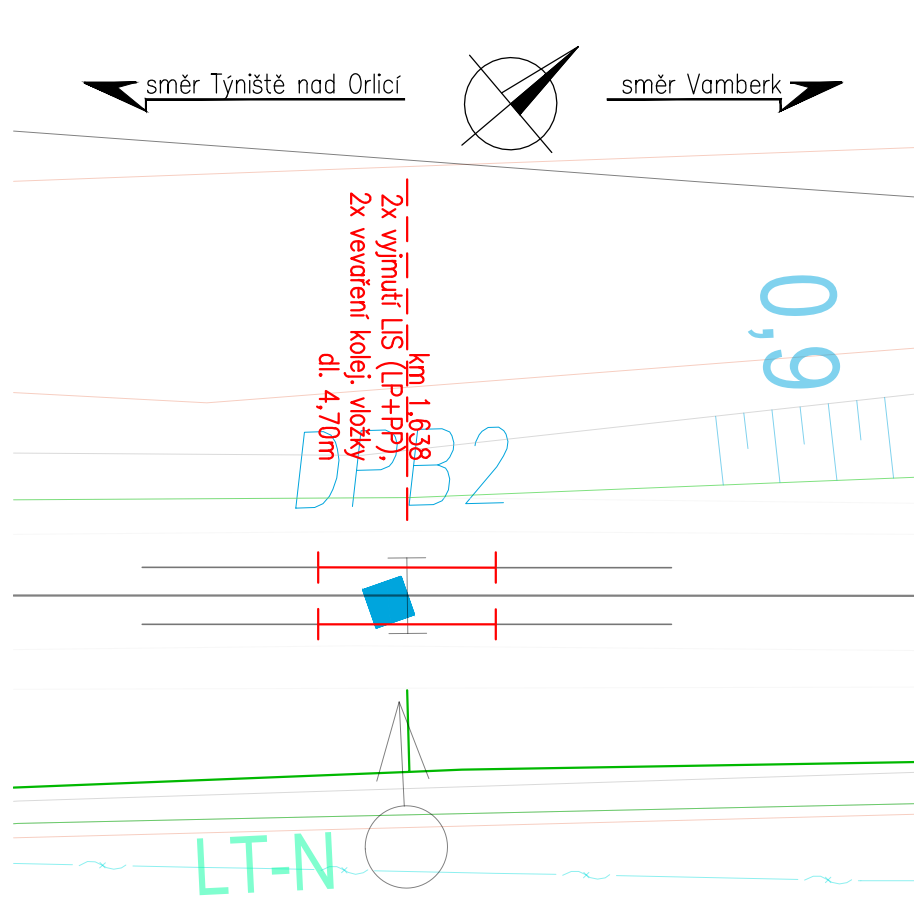 směr Týniště nad Orlicí
směr Vamberk
km 1,638
2x vyjmutí LIS (LP+PP),
2x vevaření kolej. vložky
dl. 4,70m
0,9
DPB2
LT-N